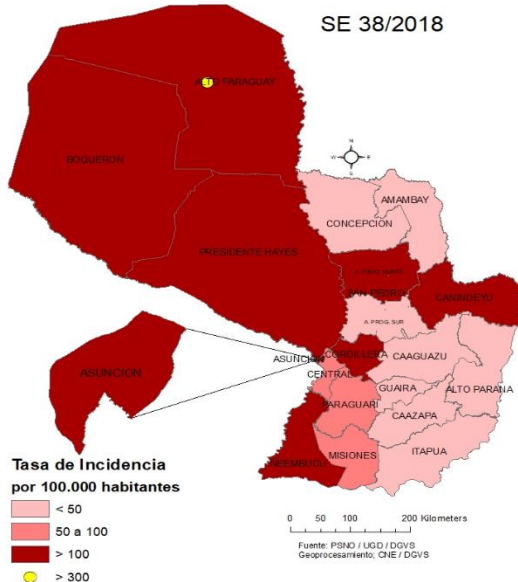 SE 38/2018
ALTO PARAGUAY
BOQUERON
N
W E
S
AMAMBAY
CONCEPCION
PRESIDENTE HAYES
SAN PEDRO
CANINDEYU
A. PROG. SUR
ASUNCION
ASUNCION
CORDILLERA
CAAGUAZU
CENTRAL
GUAIRA
ALTO PARANA
PARAGUARI
CAAZAPA
ÑEEMBUCU
MISIONES
ITAPUA
Tasa de Incidencia
por 100.000 habitantes
< 50
50 a 100
> 100
> 300
0 50 100 200 Kilometers
Fuente: PSNO / UGD / DGVS
Geoprocesamiento; CNE / DGVS